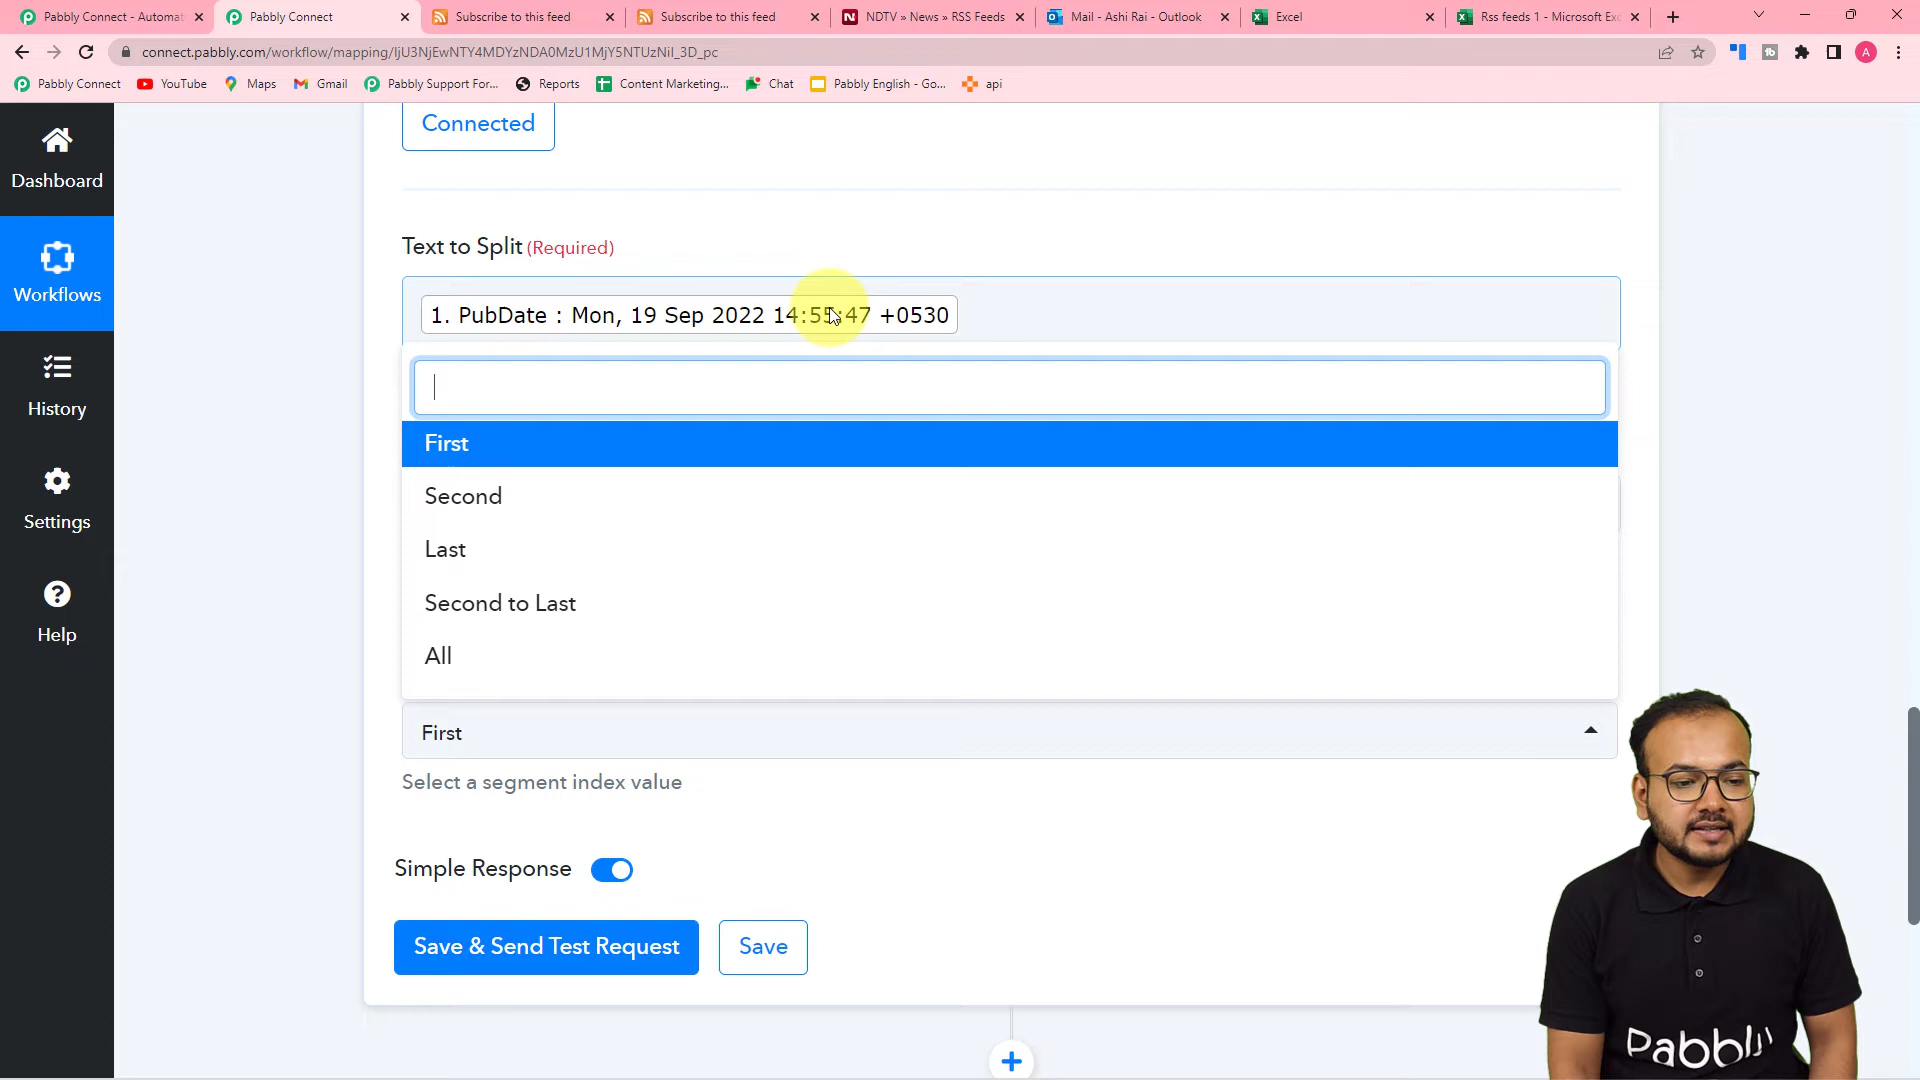 Pabbly Connect - Automat
Pabbly Connect
Subscribe to this feed
Subscribe to this feed
NDTV » News » RSS Feeds
Mail - Ashi Rai - Outlook
Excel
Rss feeds 1 - Microsoft Exc
connect.pabbly.com/workflow/mapping/IjU3NjEwNTY4MDYzNDA0MzU1MjY5NTUzNiI_3D_pc
A
Pabbly Connect
YouTube
Maps
Gmail
Pabbly Support For...
Reports
Content Marketing...
Chat
Pabbly English - Go...
api
Dashboard
Workflows
History
Settings
Help
Connected
Text to Split (Required)
1. PubDate : Mon, 19 Sep 2022 14:55:47 +0530
First
Second
Last
Second to Last
All
First
Select a segment index value
Simple Response
Save & Send Test Request
Save
Pabbly